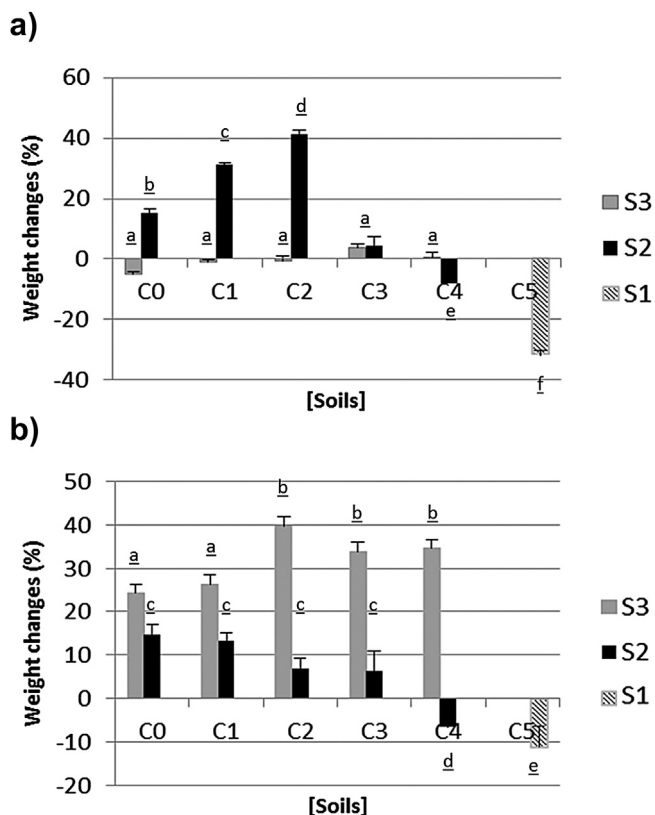 a)
Weight changes (%)
60
40
20
0
-20
-40
a b a c a d a a e f
C0 C1 C2 C3 C4 C5
[Soils]
S3
S2
S1
b)
Weight changes (%)
50
40
30
20
10
0
-10
-20
a c a c b c b c b d e
C0 C1 C2 C3 C4 C5
[Soils]
S3
S2
S1